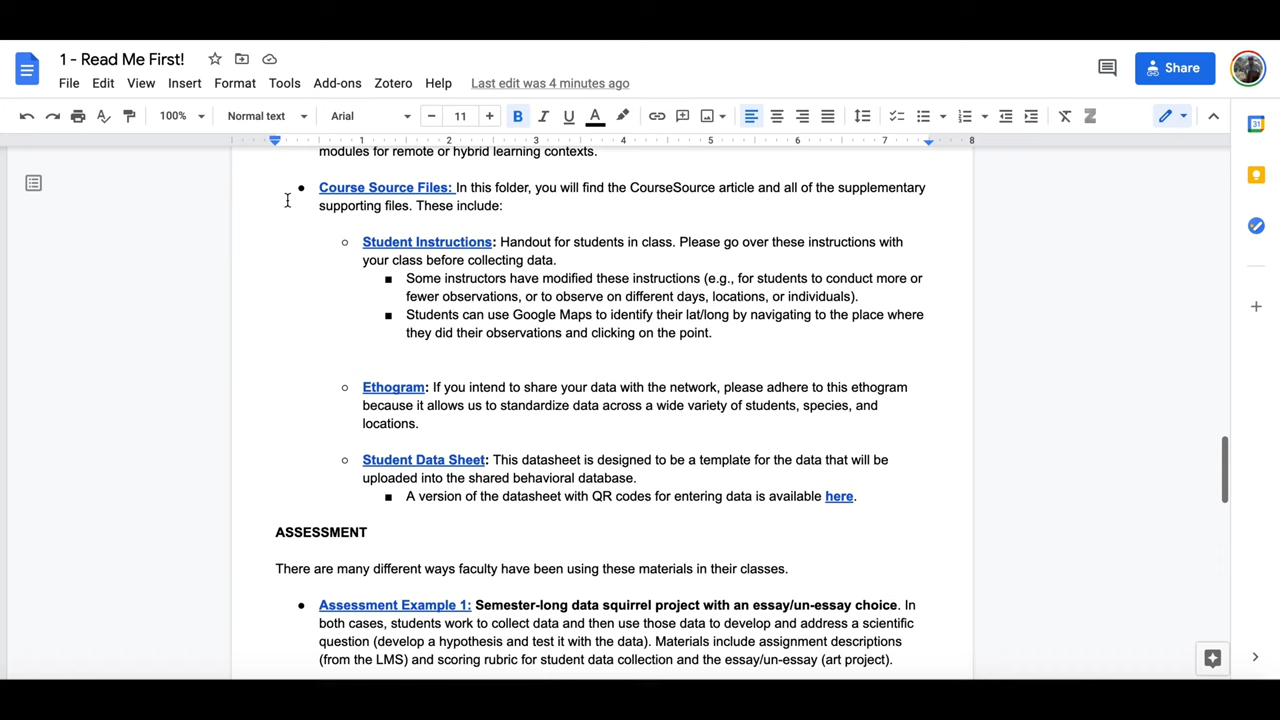 1 - Read Me First!
File Edit View Insert Format Tools Add-ons Zotero Help Last edit was 4 minutes ago
Share
100% Normal text Arial 11 B I U A Z
1 2 3 4 5 6 7 8
modules for remote or hybrid learning contexts.
● Course Source Files: In this folder, you will find the CourseSource article and all of the supplementary
supporting files. These include:
○ Student Instructions: Handout for students in class. Please go over these instructions with
your class before collecting data.
■ Some instructors have modified these instructions (e.g., for students to conduct more or
fewer observations, or to observe on different days, locations, or individuals).
■ Students can use Google Maps to identify their lat/long by navigating to the place where
they did their observations and clicking on the point.
○ Ethogram: If you intend to share your data with the network, please adhere to this ethogram
because it allows us to standardize data across a wide variety of students, species, and
locations.
○ Student Data Sheet: This datasheet is designed to be a template for the data that will be
uploaded into the shared behavioral database.
■ A version of the datasheet with QR codes for entering data is available here.
ASSESSMENT
There are many different ways faculty have been using these materials in their classes.
● Assessment Example 1: Semester-long data squirrel project with an essay/un-essay choice. In
both cases, students work to collect data and then use those data to develop and address a scientific
question (develop a hypothesis and test it with the data). Materials include assignment descriptions
(from the LMS) and scoring rubric for student data collection and the essay/un-essay (art project).
31